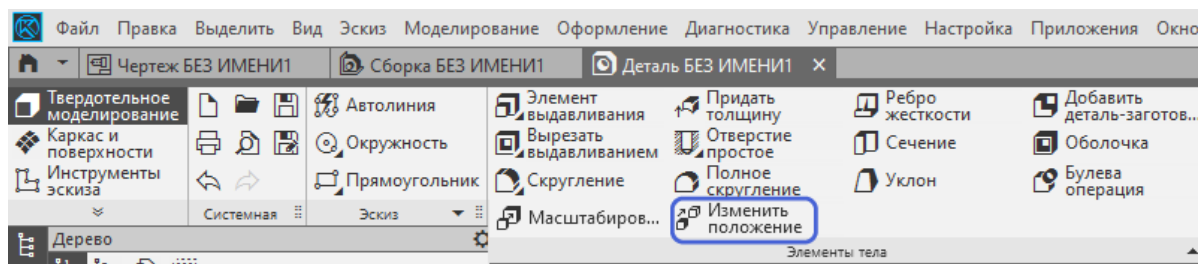 Файл Правка Выделить Вид Эскиз Моделирование Оформление Диагностика Управление Настройка Приложения Окно
Чертеж БЕЗ ИМЕНИ1 Сборка БЕЗ ИМЕНИ1 Деталь БЕЗ ИМЕНИ1 ×
Твердотельное моделирование
Автолиния
Элемент выдавливания
Придать толщину
Ребро жесткости
Добавить деталь-заготов...
Каркас и поверхности
Окружность
Вырезать выдавливанием
Отверстие простое
Сечение
Оболочка
Инструменты эскиза
Прямоугольник
Скругление
Полное скругление
Уклон
Булева операция
Системная
Эскиз
Масштабиров...
Изменить положение
Дерево
Элементы тела